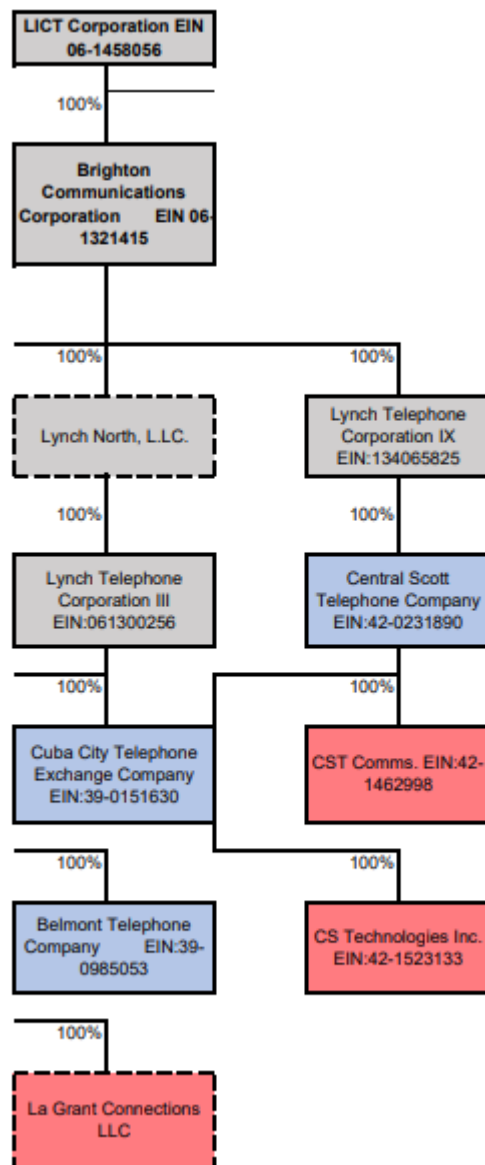 LICT Corporation EIN
06-1458056
100%
Brighton
Communications
Corporation EIN 06-
1321415
100%
100%
Lynch North, L.LC.
Lynch Telephone
Corporation IX
EIN:134065825
100%
100%
Lynch Telephone
Corporation III
EIN:061300256
Central Scott
Telephone Company
EIN:42-0231890
100%
100%
Cuba City Telephone
Exchange Company
EIN:39-0151630
CST Comms. EIN:42-
1462998
100%
100%
Belmont Telephone
Company EIN:39-
0985053
CS Technologies Inc.
EIN:42-1523133
100%
La Grant Connections
LLC